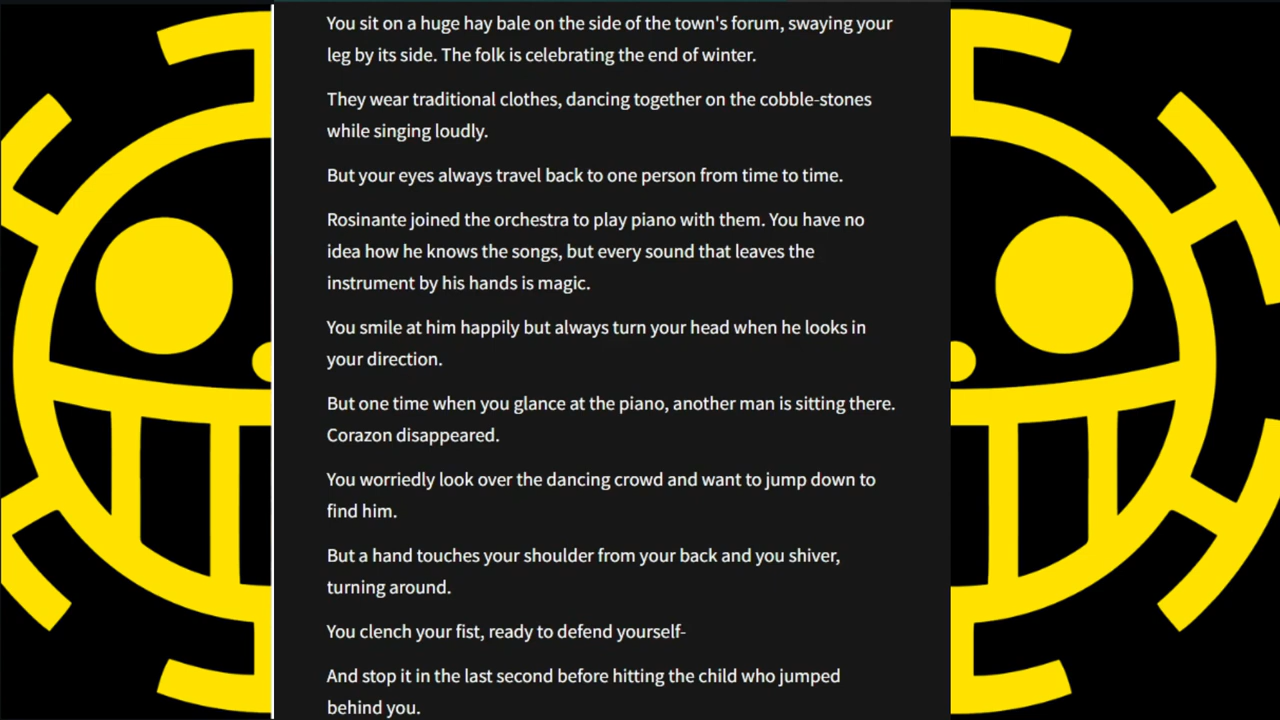 You sit on a huge hay bale on the side of the town's forum, swaying your
leg by its side. The folk is celebrating the end of winter.
They wear traditional clothes, dancing together on the cobble-stones
while singing loudly.
But your eyes always travel back to one person from time to time.
Rosinante joined the orchestra to play piano with them. You have no
idea how he knows the songs, but every sound that leaves the
instrument by his hands is magic.
You smile at him happily but always turn your head when he looks in
your direction.
But one time when you glance at the piano, another man is sitting there.
Corazon disappeared.
You worriedly look over the dancing crowd and want to jump down to
find him.
But a hand touches your shoulder from your back and you shiver,
turning around.
You clench your fist, ready to defend yourself-
And stop it in the last second before hitting the child who jumped
behind you.